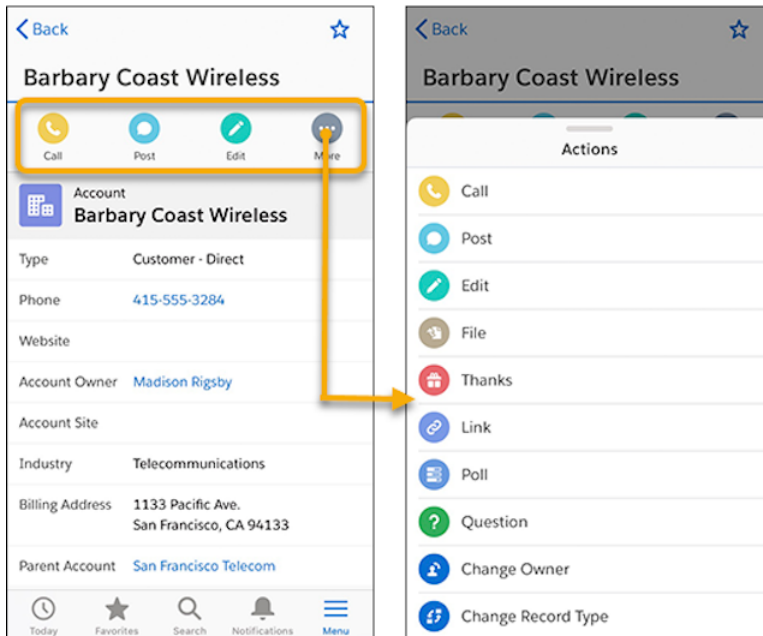 Back
Barbary Coast Wireless
Call Post Edit More
Account
Barbary Coast Wireless
Type Customer - Direct
Phone 415-555-3284
Website
Account Owner Madison Rigsby
Account Site
Industry Telecommunications
Billing Address 1133 Pacific Ave.
San Francisco, CA 94133
Parent Account San Francisco Telecom
Today Favorites Search Notifications Menu
Back
Barbary Coast Wireless
Actions
Call
Post
Edit
File
Thanks
Link
Poll
Question
Change Owner
Change Record Type